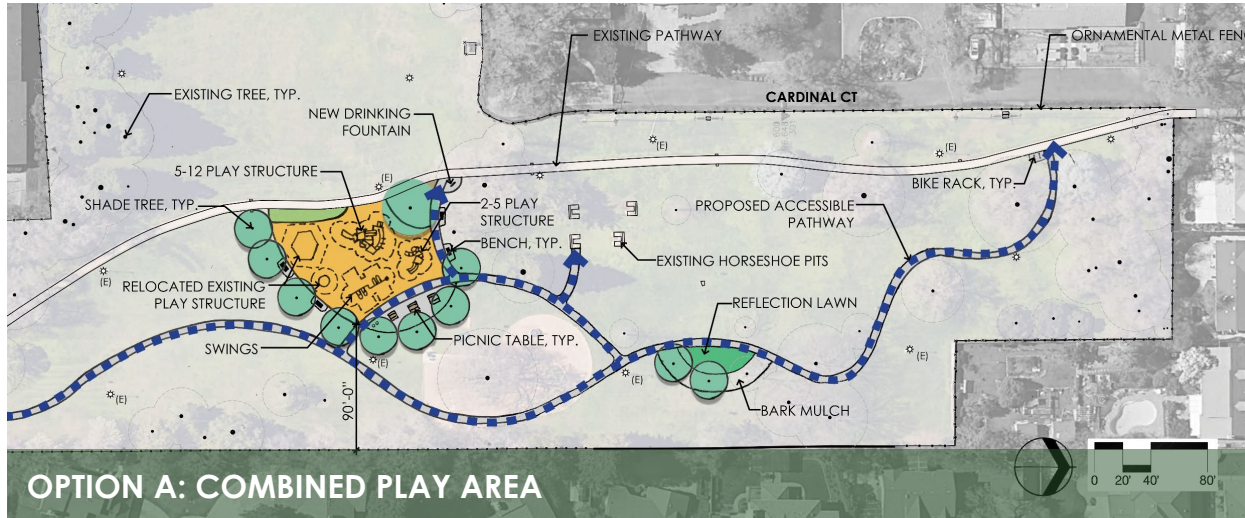 EXISTING PATHWAY
ORNAMENTAL METAL FEN
EXISTING TREE, TYP.
CARDINAL CT
NEW DRINKING
FOUNTAIN
(E)
(E)
5-12 PLAY STRUCTURE
(E)
BIKE RACK, TYP.
SHADE TREE, TYP.
2-5 PLAY
STRUCTURE
PROPOSED ACCESSIBLE
PATHWAY
BENCH, TYP.
EXISTING HORSESHOE PITS
(E)
RELOCATED EXISTING
PLAY STRUCTURE
REFLECTION LAWN
SWINGS
PICNIC TABLE, TYP.
(E)
(E)
(E)
(E)
90'-0"
BARK MULCH
OPTION A: COMBINED PLAY AREA
0 20' 40' 80'